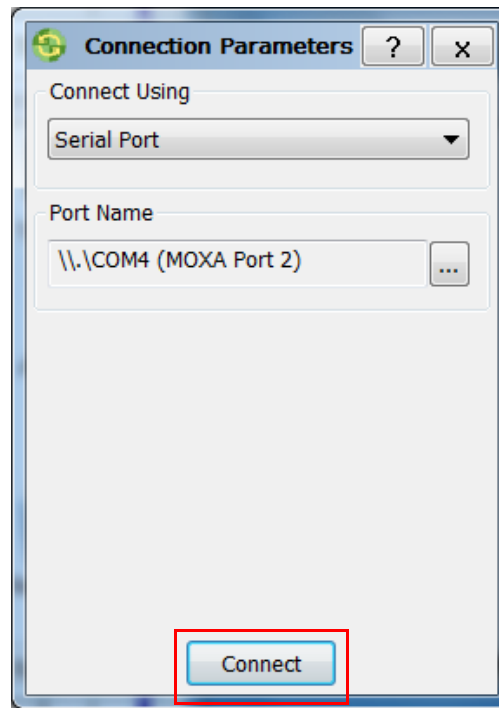 Connection Parameters ? x
Connect Using
Serial Port
Port Name
\\.\COM4 (MOXA Port 2) ...
Connect